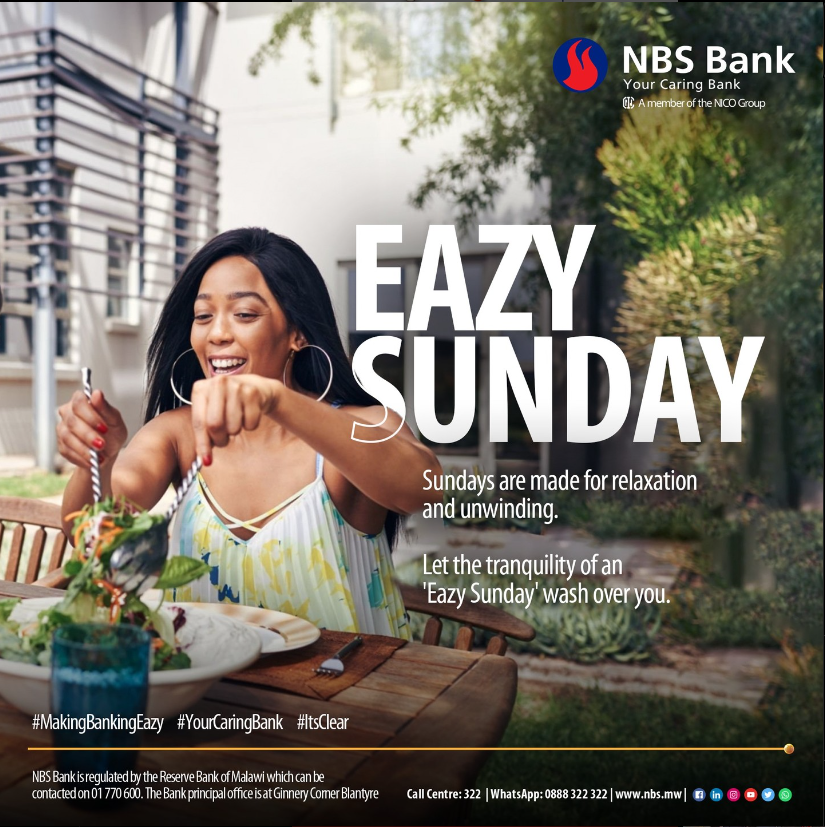 NBS Bank
Your Caring Bank
A member of the NICO Group
EAZY
SUNDAY
Sundays are made for relaxation
and unwinding.
Let the tranquility of an
'Eazy Sunday' wash over you.
#MakingBankingEazy #YourCaringBank #ItsClear
NBS Bank is regulated by the Reserve Bank of Malawi which can be
contacted on 01 770 600. The Bank principal office is at Ginnery Corner Blantyre
Call Centre: 322 | WhatsApp: 0888 322 322 | www.nbs.mw |